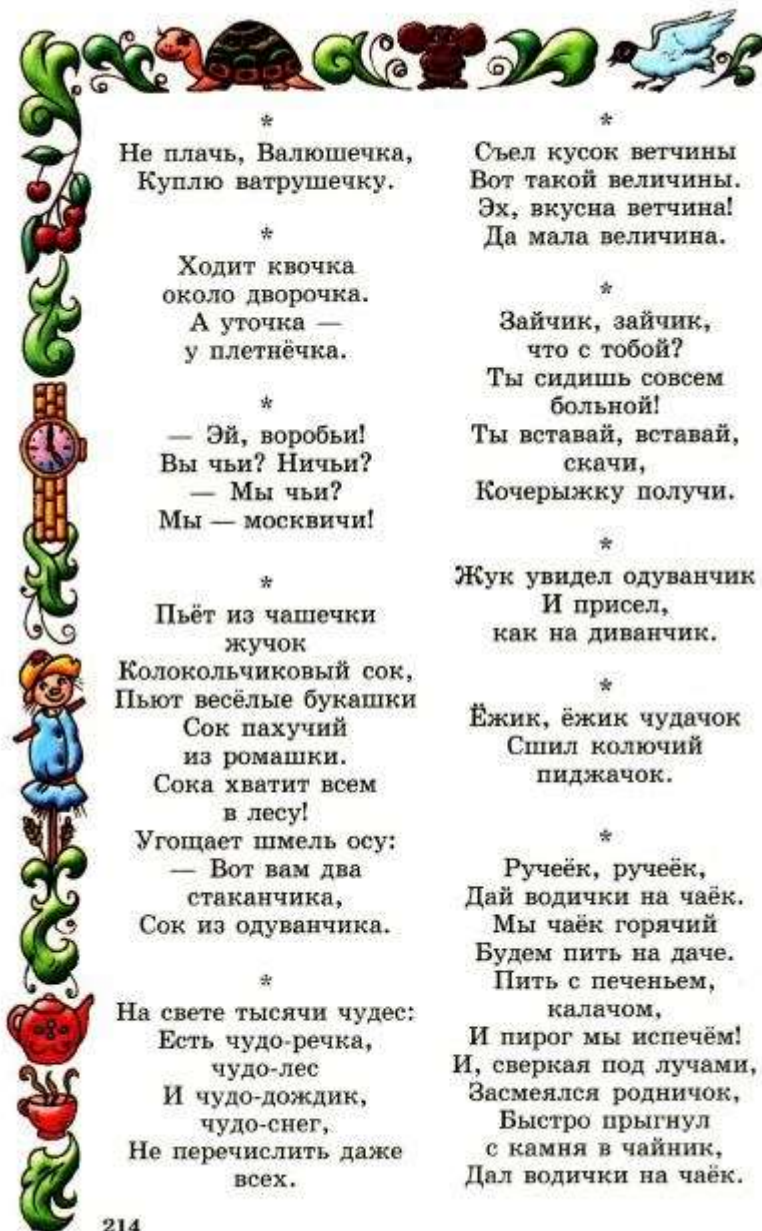 *
Не плачь, Валюшечка,
Куплю ватрушечку.
*
Ходит квочка
около дворочка.
А уточка —
у плетнёчка.
*
— Эй, воробьи!
Вы чьи? Ничьи?
— Мы чьи?
Мы — москвичи!
*
Пьёт из чашечки
жучок
Колокольчиковый сок,
Пьют весёлые букашки
Сок пахучий
из ромашки.
Сока хватит всем
в лесу!
Угощает шмель осу:
— Вот вам два
стаканчика,
Сок из одуванчика.
*
На свете тысячи чудес:
Есть чудо-речка,
чудо-лес
И чудо-дождик,
чудо-снег,
Не перечислить даже
всех.
*
Съел кусок ветчины
Вот такой величины.
Эх, вкусна ветчина!
Да мала величина.
*
Зайчик, зайчик,
что с тобой?
Ты сидишь совсем
больной!
Ты вставай, вставай,
скачи,
Кочерыжку получи.
*
Жук увидел одуванчик
И присел,
как на диванчик.
*
Ёжик, ёжик чудачок
Сшил колючий
пиджачок.
*
Ручеёк, ручеёк,
Дай водички на чаёк.
Мы чаёк горячий
Будем пить на даче.
Пить с печеньем,
калачом,
И пирог мы испечём!
И, сверкая под лучами,
Засмеялся родничок,
Быстро прыгнул
с камня в чайник,
Дал водички на чаёк.
214